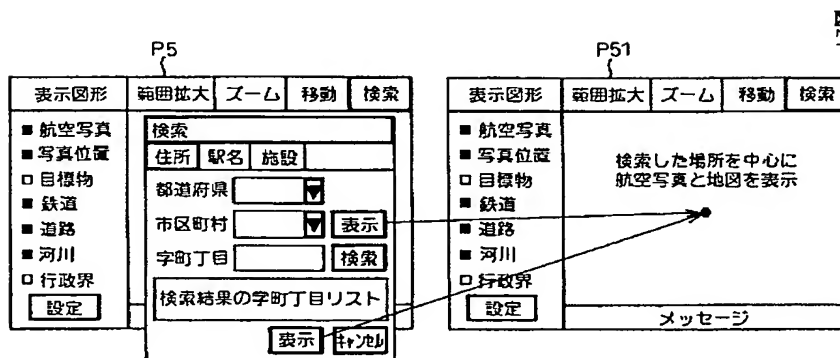 P5
表示図形 範囲拡大 ズーム 移動 検索
■ 航空写真
■ 写真位置
□ 目標物
■ 鉄道
■ 道路
■ 河川
□ 行政界
設定
検索
住所 駅名 施設
都道府県 ▼
市区町村 ▼ 表示
字町丁目 検索
検索結果の字町丁目リスト
表示 キャンセル
P51
表示図形 範囲拡大 ズーム 移動 検索
■ 航空写真
■ 写真位置
□ 目標物
■ 鉄道
■ 道路
■ 河川
□ 行政界
設定
検索した場所を中心に
航空写真と地図を表示
メッセージ